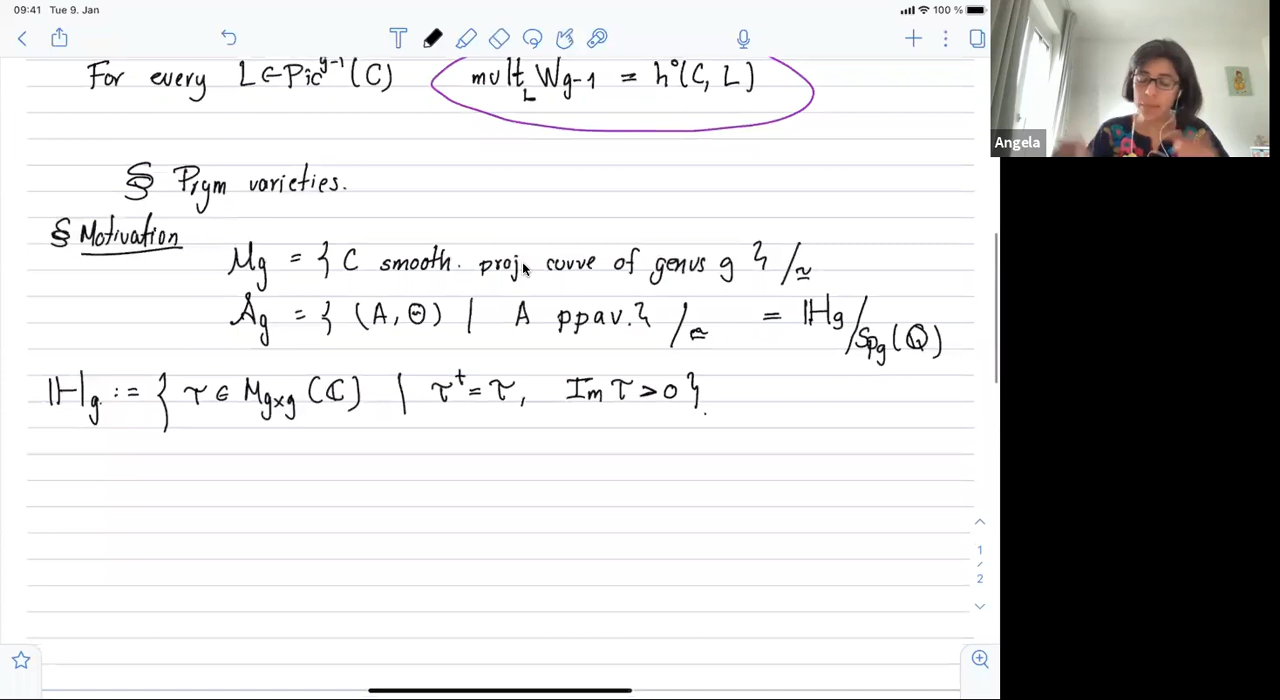 09:41 Tue 9. Jan 100 %
For every L ∈ Pic^{g-1}(C) mult_L W_{g-1} = h°(C, L)
Angela
§ Prym varieties.
§ Motivation
M_g = { C smooth. proj. curve of genus g } /≃
A_g = { (A, Θ) | A ppav. } /≃ = ℍ_g / Sp_g(Q)
ℍ_g := { τ ∈ M_{g×g} (ℂ) | τ^t = τ, Im τ > 0 }.
1
/
2